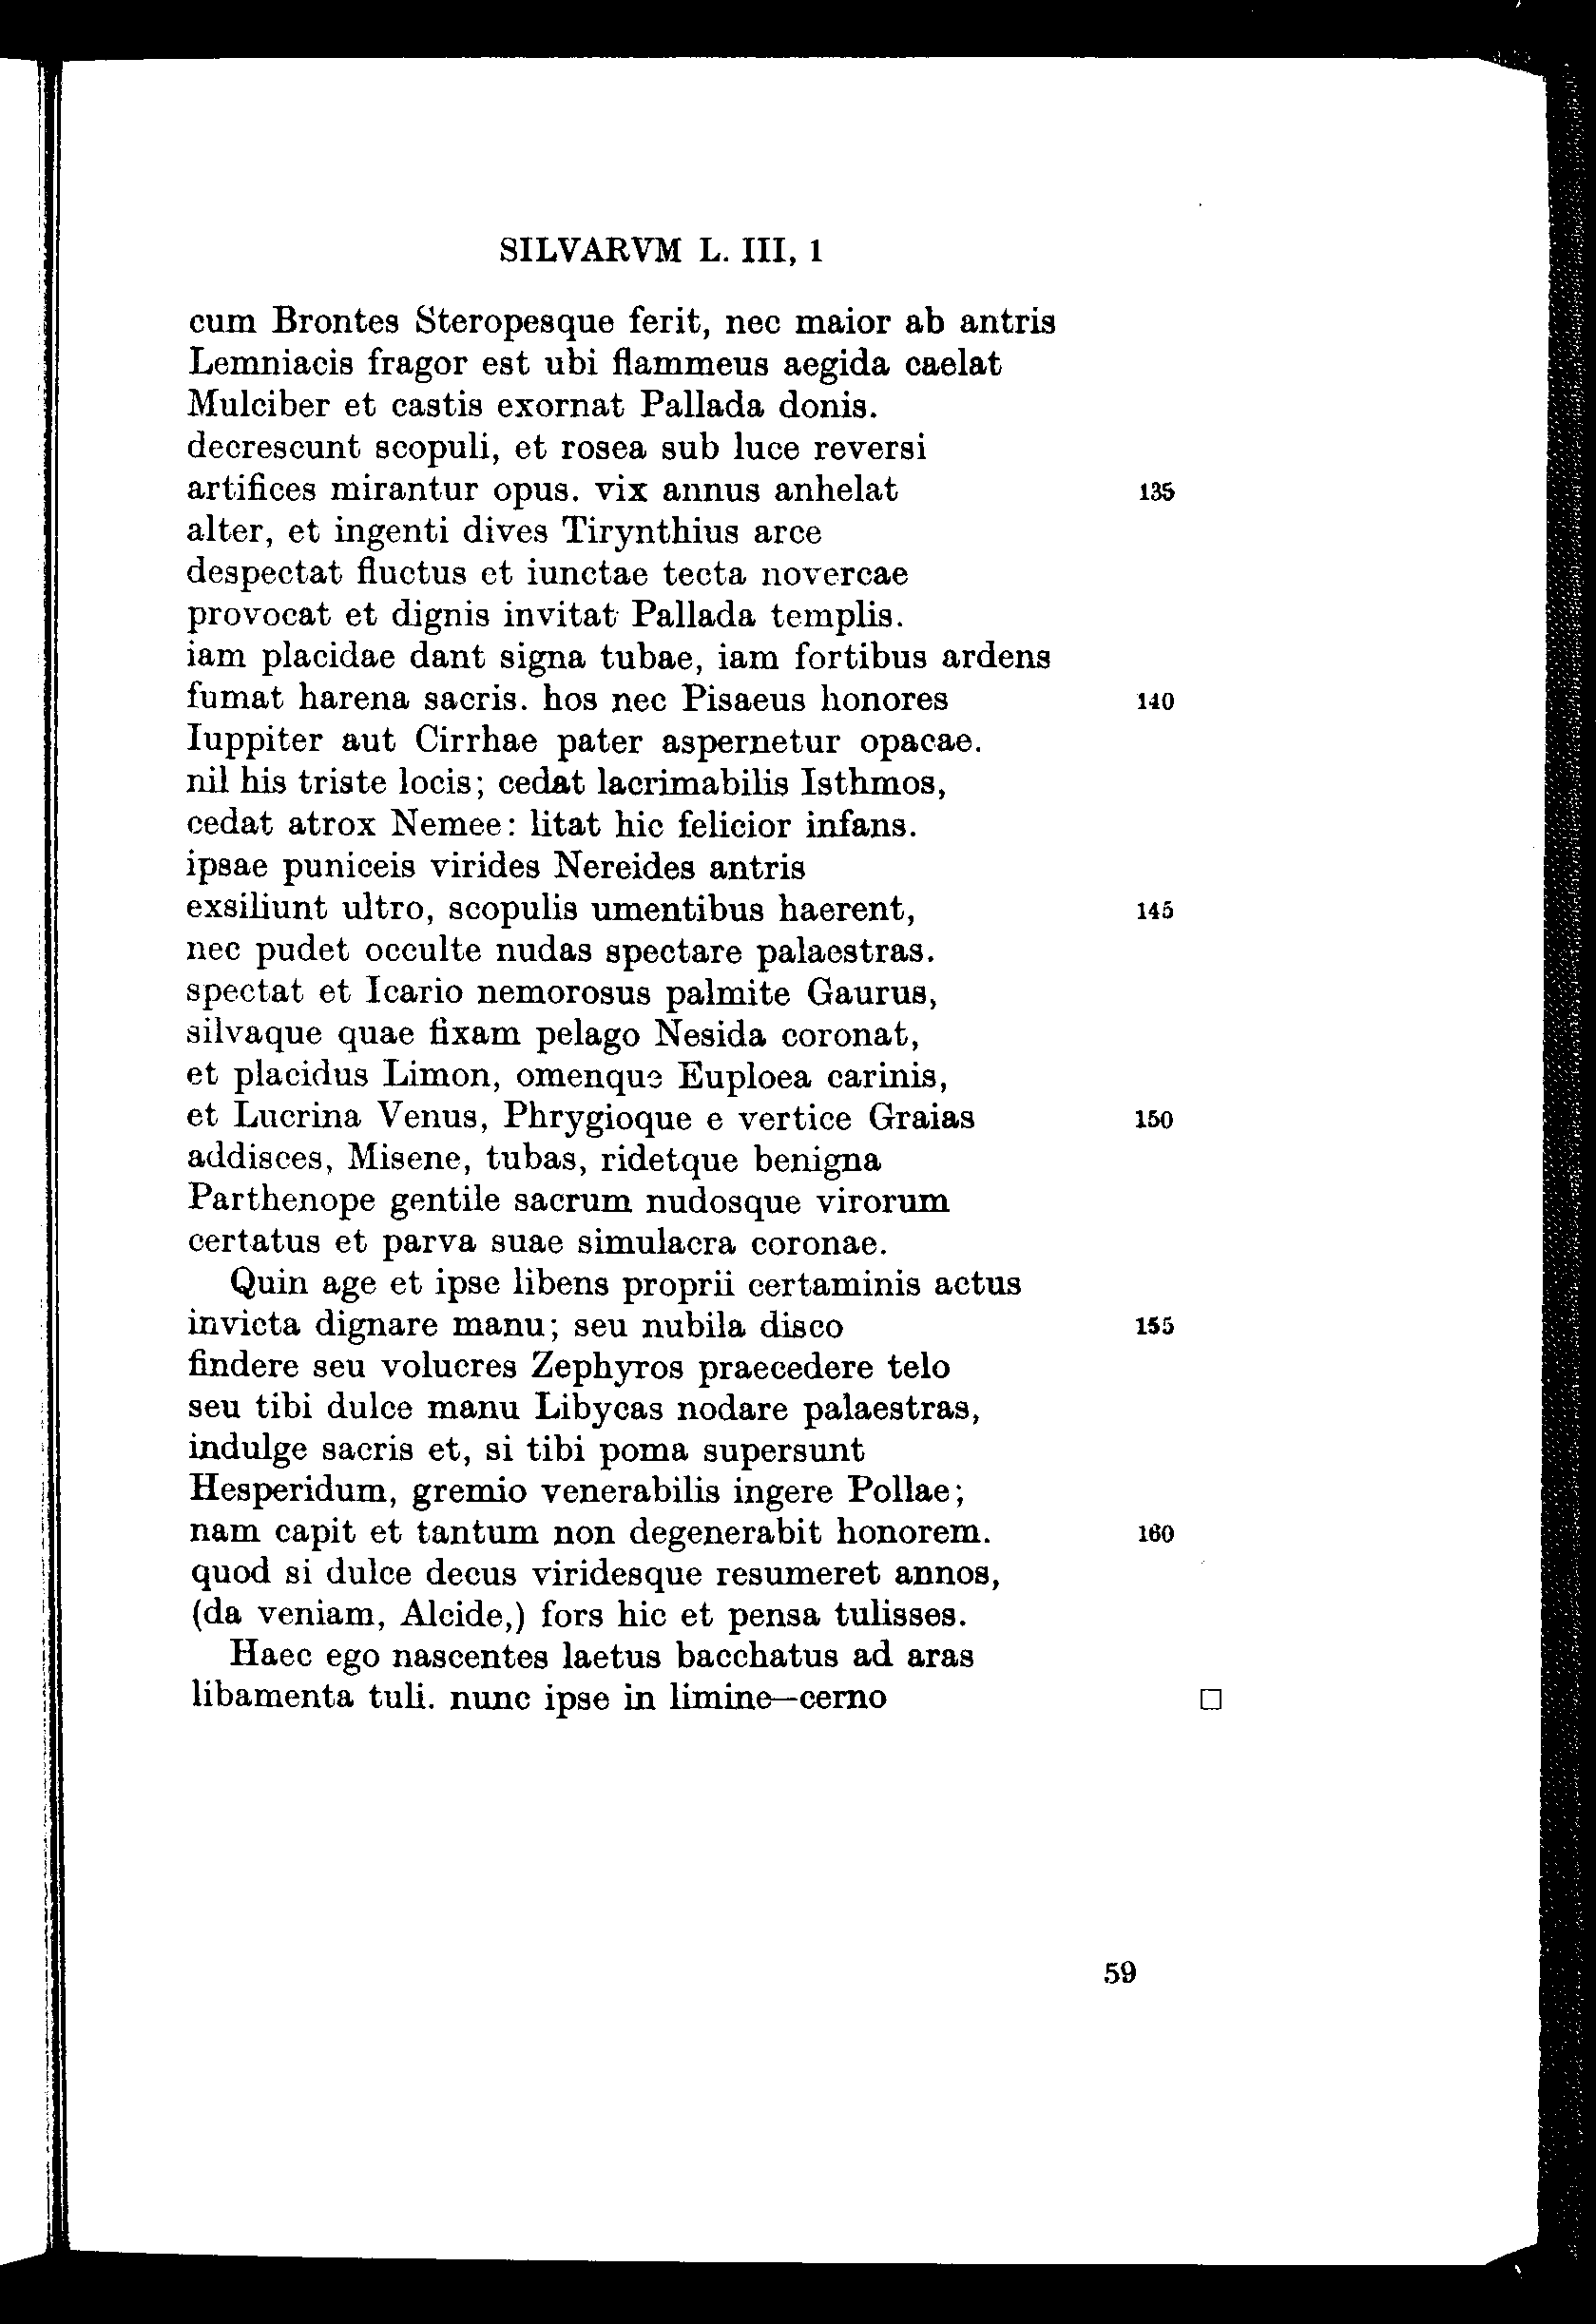 SILVARVM L. III, 1
cum Brontes Steropesque ferit, nec maior ab antris
Lemniacis fragor est ubi flammeus aegida caelat
Mulciber et castis exornat Pallada donis.
decrescunt scopuli, et rosea sub luce reversi
artifices mirantur opus. vix annus anhelat 135
alter, et ingenti dives Tirynthius arce
despectat fluctus et iunctae tecta novercae
provocat et dignis invitat Pallada templis.
iam placidae dant signa tubae, iam fortibus ardens
fumat harena sacris. hos nec Pisaeus honores 140
Iuppiter aut Cirrhae pater aspernetur opacae.
nil his triste locis; cedat lacrimabilis Isthmos,
cedat atrox Nemee: litat hic felicior infans.
ipsae puniceis virides Nereides antris
exsiliunt ultro, scopulis umentibus haerent, 145
nec pudet occulte nudas spectare palaestras.
spectat et Icario nemorosus palmite Gaurus,
silvaque quae fixam pelago Nesida coronat,
et placidus Limon, omenque Euploea carinis,
et Lucrina Venus, Phrygioque e vertice Graias 150
addisces, Misene, tubas, ridetque benigna
Parthenope gentile sacrum nudosque virorum
certatus et parva suae simulacra coronae.
Quin age et ipse libens proprii certaminis actus
invicta dignare manu; seu nubila disco 155
findere seu volucres Zephyros praecedere telo
seu tibi dulce manu Libycas nodare palaestras,
indulge sacris et, si tibi poma supersunt
Hesperidum, gremio venerabilis ingere Pollae;
nam capit et tantum non degenerabit honorem. 160
quod si dulce decus viridesque resumeret annos,
(da veniam, Alcide,) fors hic et pensa tulisses.
Haec ego nascentes laetus bacchatus ad aras
libamenta tuli. nunc ipse in limine—cerno □
59